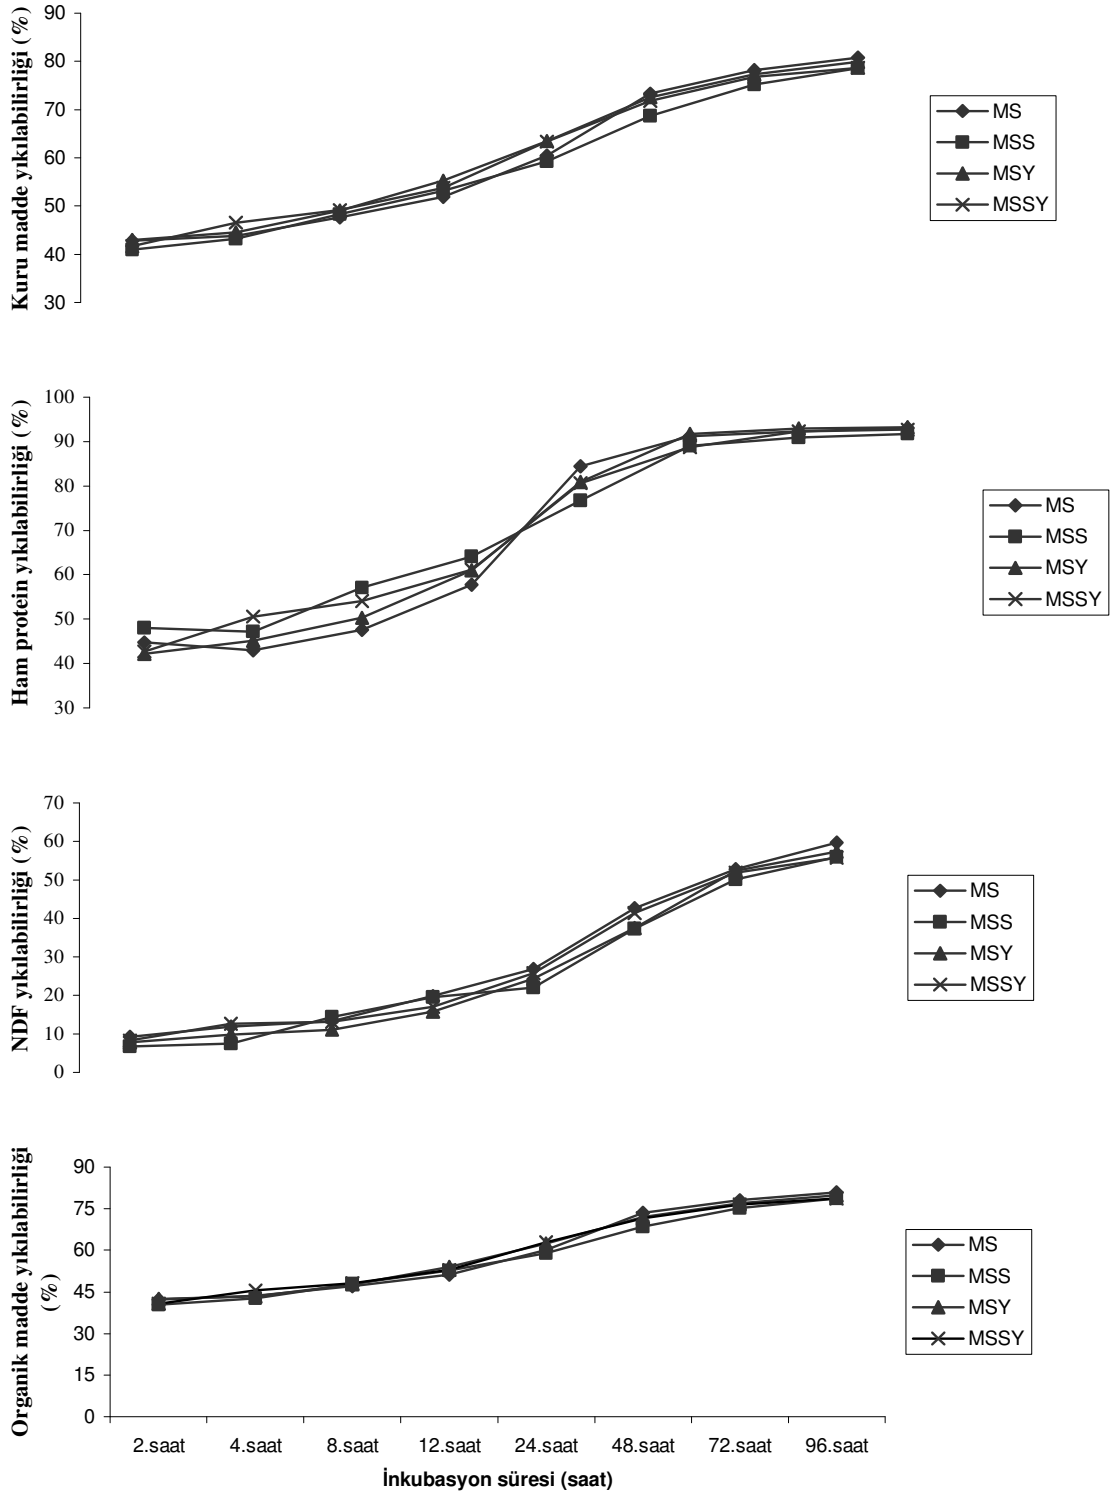 Kuru madde yıkılabilirliği (%)
90
80
70
60
50
40
30
MS
MSS
MSY
MSSY
Ham protein yıkılabilirliği (%)
100
90
80
70
60
50
40
30
MS
MSS
MSY
MSSY
NDF yıkılabilirliği (%)
70
60
50
40
30
20
10
0
MS
MSS
MSY
MSSY
Organik madde yıkılabilirliği
(%)
90
75
60
45
30
15
0
MS
MSS
MSY
MSSY
2.saat 4.saat 8.saat 12.saat 24.saat 48.saat 72.saat 96.saat
İnkubasyon süresi (saat)